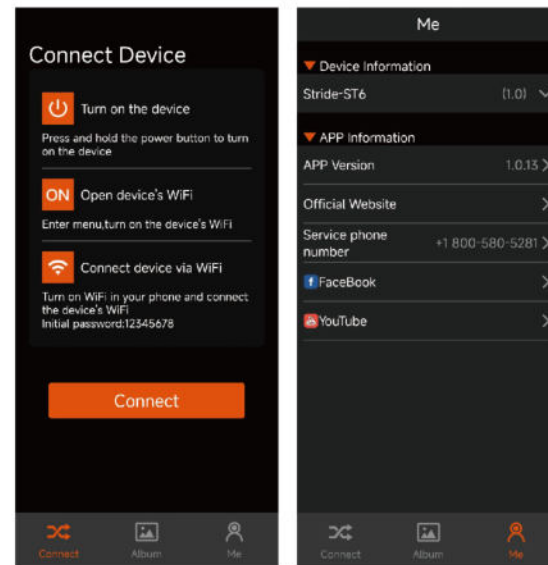 Connect Device
Turn on the device
Press and hold the power button to turn
on the device
ON Open device's WiFi
Enter menu,turn on the device's WiFi
Connect device via WiFi
Turn on WiFi in your phone and connect
the device's WiFi
Initial password:12345678
Connect
Connect Album Me
Me
Device Information
Stride-ST6 (1.0)
APP Information
APP Version 1.0.13
Official Website
Service phone
number +1 800-580-5281
f FaceBook
YouTube
Connect Album Me